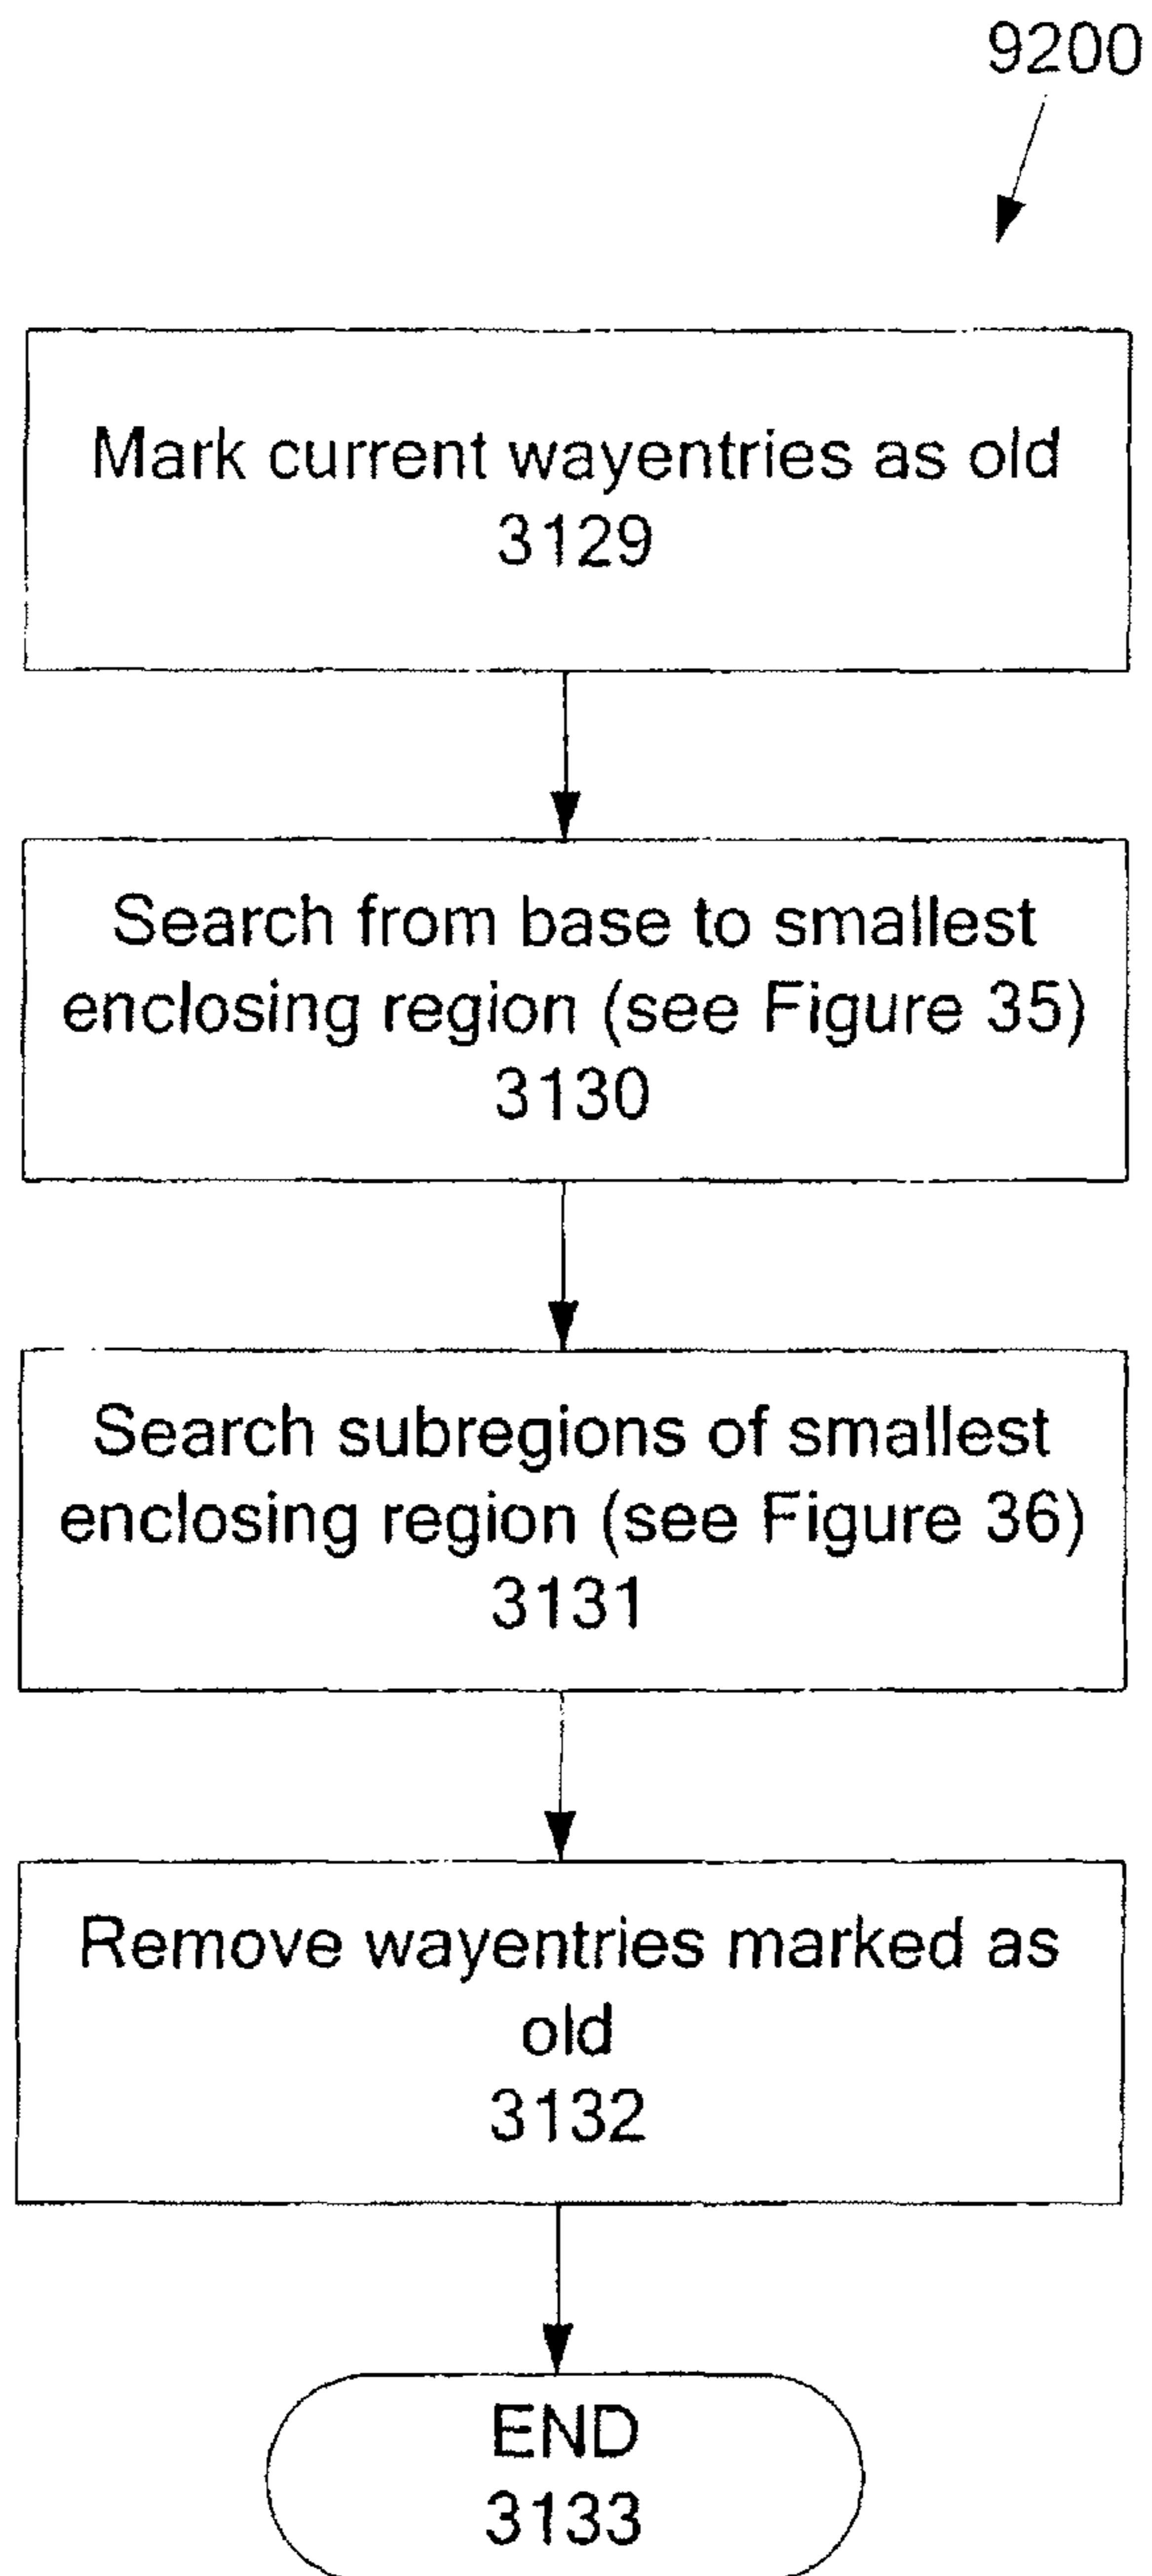 9200
Mark current wayentries as old
3129
Search from base to smallest
enclosing region (see Figure 35)
3130
Search subregions of smallest
enclosing region (see Figure 36)
3131
Remove wayentries marked as
old
3132
END
3133